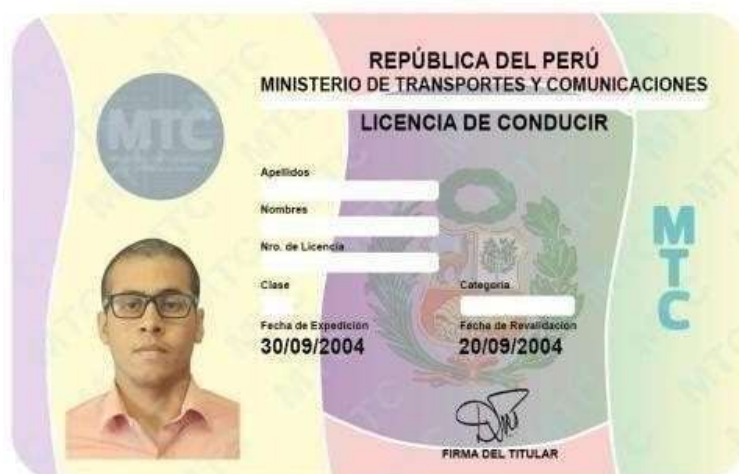 REPÚBLICA DEL PERÚ
MINISTERIO DE TRANSPORTES Y COMUNICACIONES
LICENCIA DE CONDUCIR
MTC
Apellidos
Nombres
Nro. de Licencia
Clase Categoría
Fecha de Expedición Fecha de Revalidación
30/09/2004 20/09/2004
FIRMA DEL TITULAR
MTC